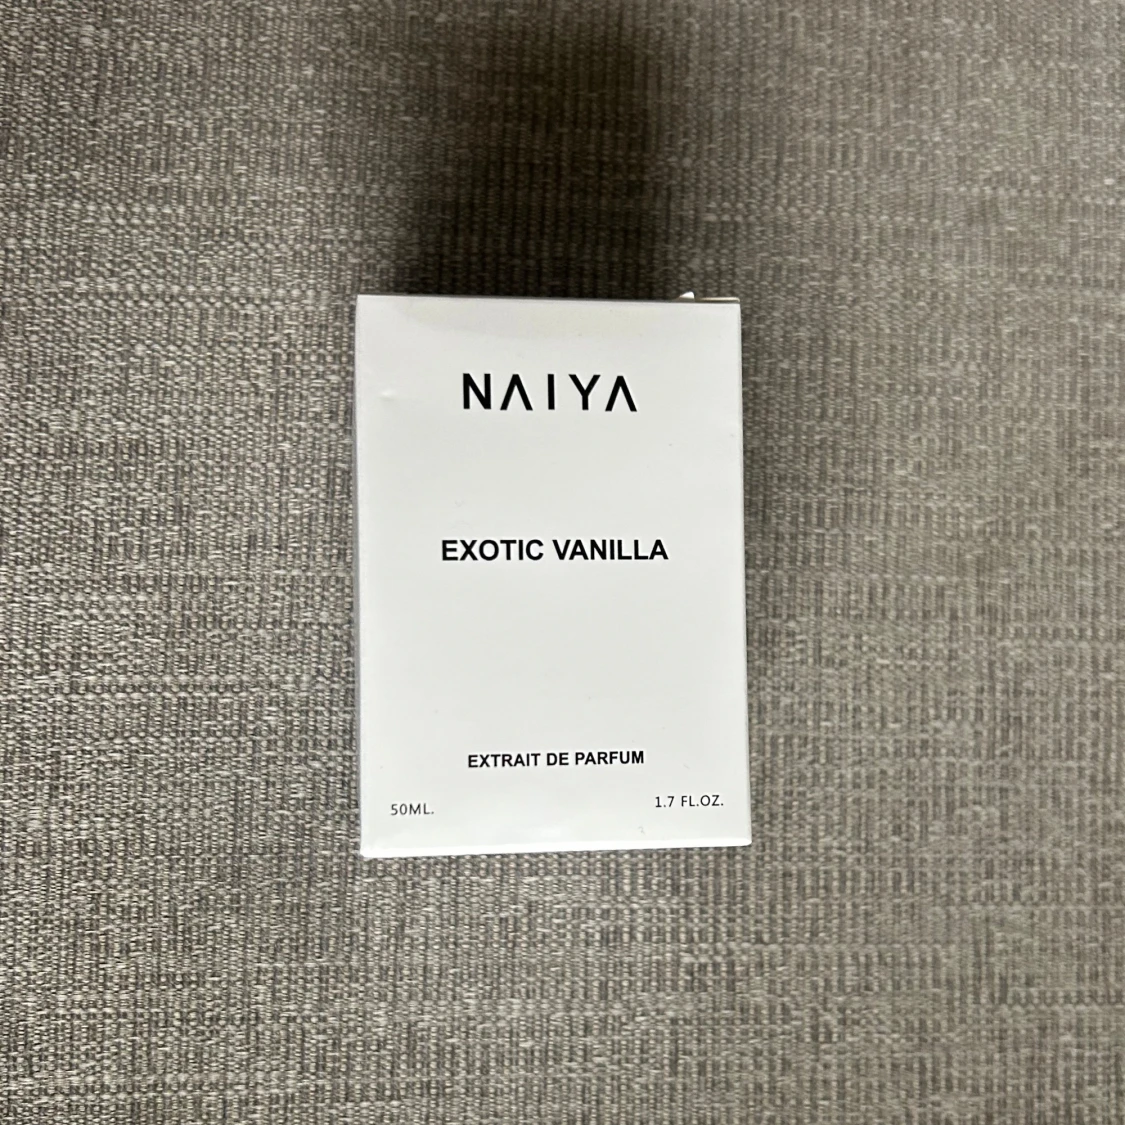 NAIYA
EXOTIC VANILLA
EXTRAIT DE PARFUM
50ML.
1.7 FL.OZ.